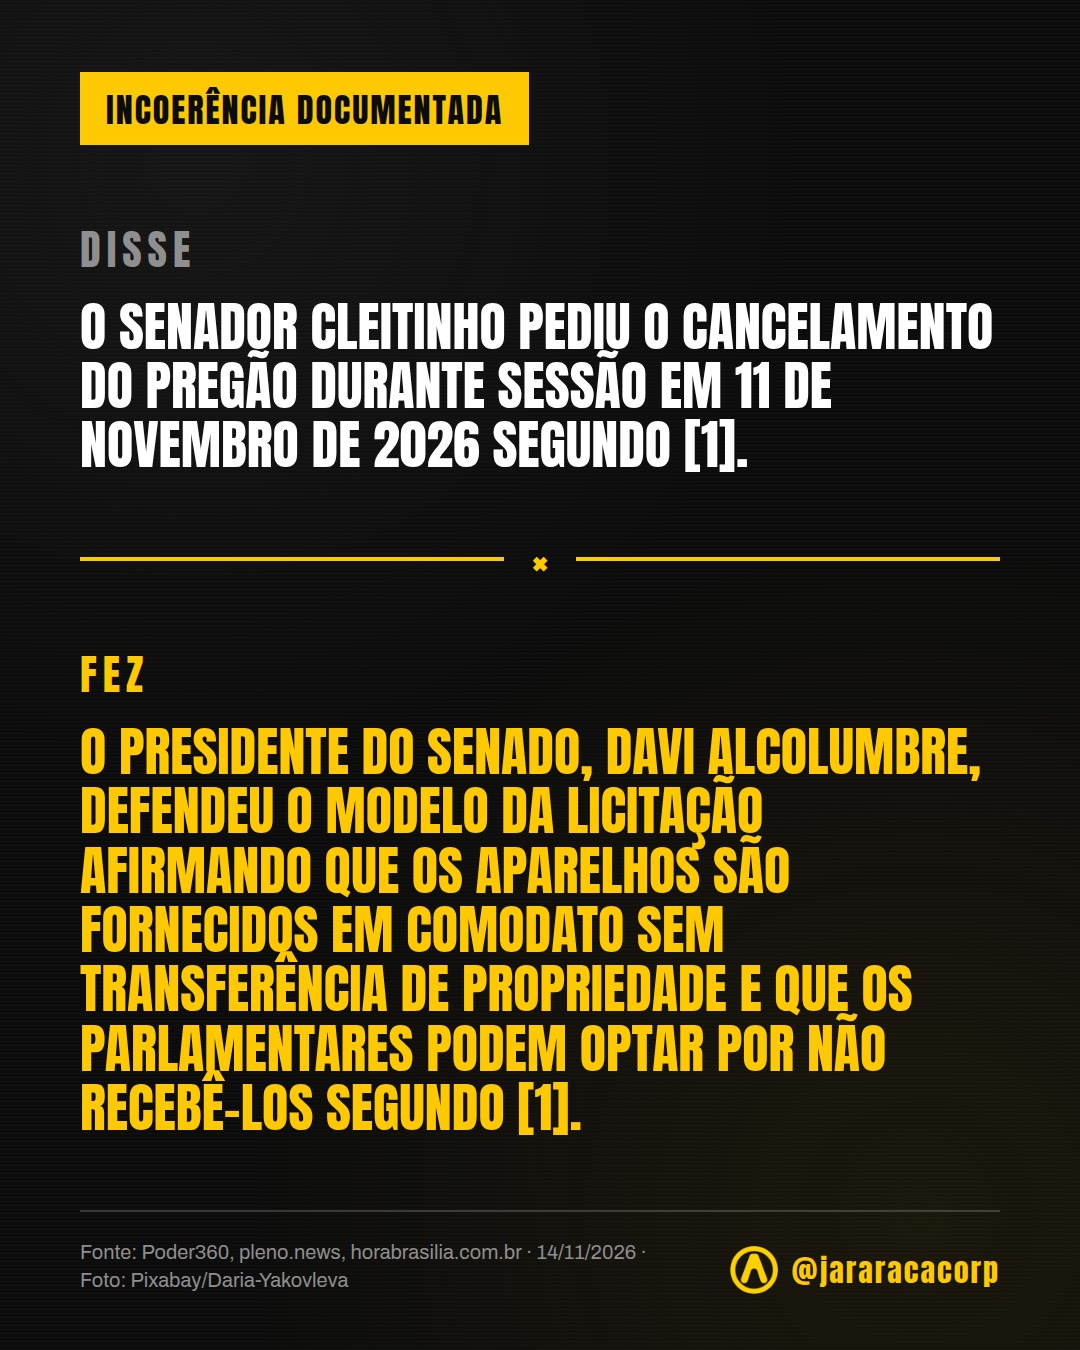 INCOERÊNCIA DOCUMENTADA
DISSE
O SENADOR CLEITINHO PEDIU O CANCELAMENTO
DO PREGÃO DURANTE SESSÃO EM 11 DE
NOVEMBRO DE 2026 SEGUNDO [1].
FEZ
O PRESIDENTE DO SENADO, DAVI ALCOLUMBRE,
DEFENDEU O MODELO DA LICITAÇÃO
AFIRMANDO QUE OS APARELHOS SÃO
FORNECIDOS EM COMODATO SEM
TRANSFERÊNCIA DE PROPRIEDADE E QUE OS
PARLAMENTARES PODEM OPTAR POR NÃO
RECEBÊ-LOS SEGUNDO [1].
Fonte: Poder360, pleno.news, horabrasilia.com.br · 14/11/2026 ·
Foto: Pixabay/Daria-Yakovleva
@jararacacorp